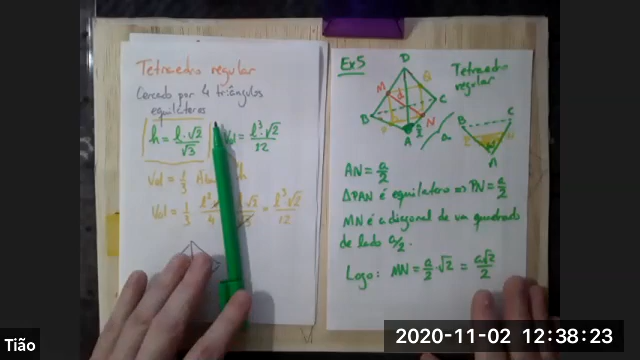 Tetraedro regular
Cercado por 4 triângulos
equiláteros
h = l·√2/√3
Vol = l³·√2/12
Vol = 1/3
Vol = 1/3 · = l³√2/12
Ex5
Tetraedro
regular
D
M
Q
d
B
C
P
N
A
a
B
C
A
AN = a/2
ΔPAN é equilátero ⇒ PN = a/2
MN é a diagonal de um quadrado
de lado a/2.
Logo: MN = a/2·√2 = a√2/2
Tião
2020-11-02 12:38:23